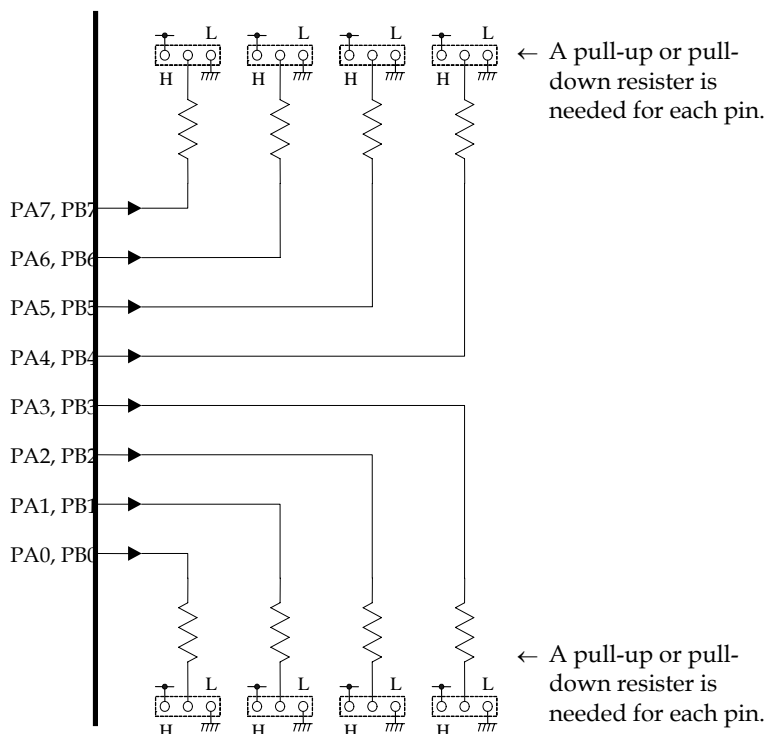 L L L L
H H H H
← A pull-up or pull-
down resister is
needed for each pin.
PA7, PB7
PA6, PB6
PA5, PB5
PA4, PB4
PA3, PB3
PA2, PB2
PA1, PB1
PA0, PB0
← A pull-up or pull-
down resister is
needed for each pin.
L L L L
H H H H